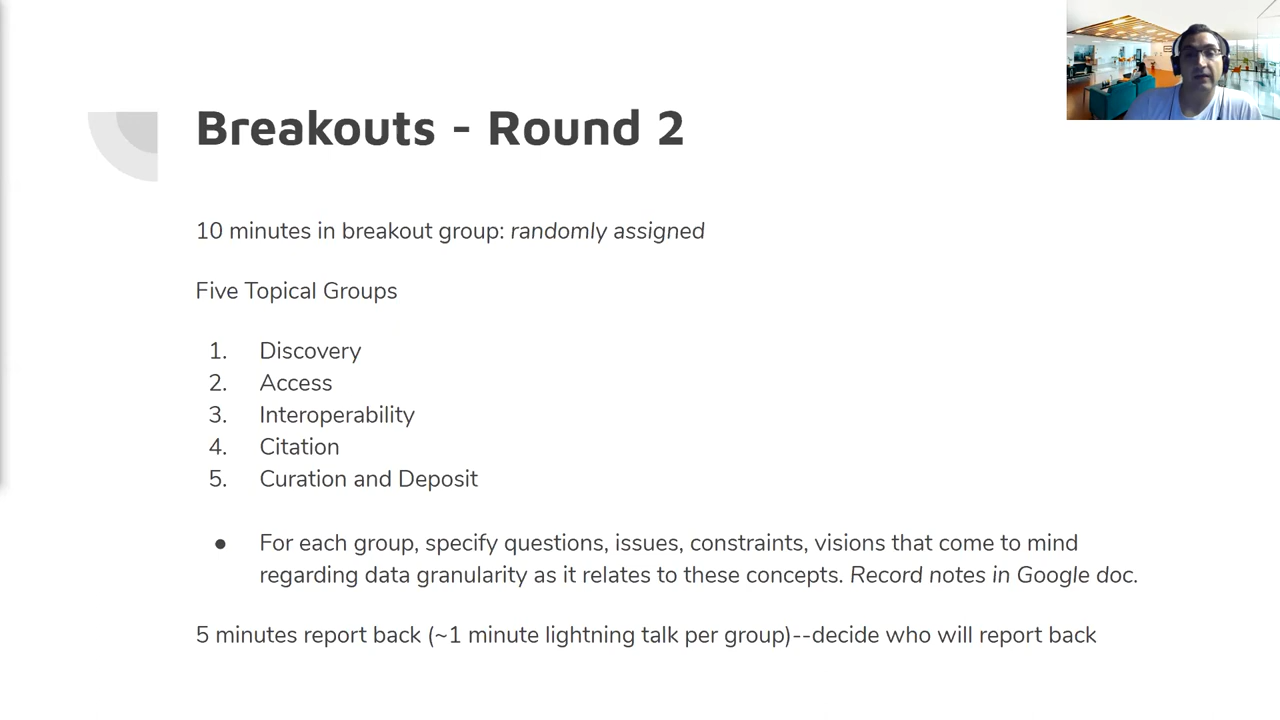 Breakouts - Round 2
10 minutes in breakout group: randomly assigned
Five Topical Groups
1. Discovery
2. Access
3. Interoperability
4. Citation
5. Curation and Deposit
● For each group, specify questions, issues, constraints, visions that come to mind
regarding data granularity as it relates to these concepts. Record notes in Google doc.
5 minutes report back (~1 minute lightning talk per group)--decide who will report back